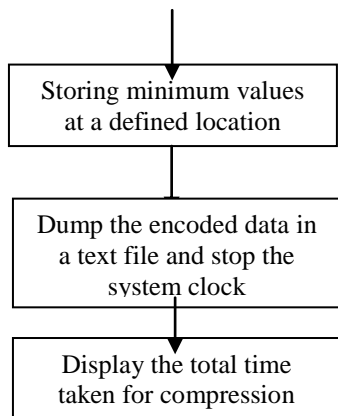 Storing minimum values
at a defined location
Dump the encoded data in
a text file and stop the
system clock
Display the total time
taken for compression